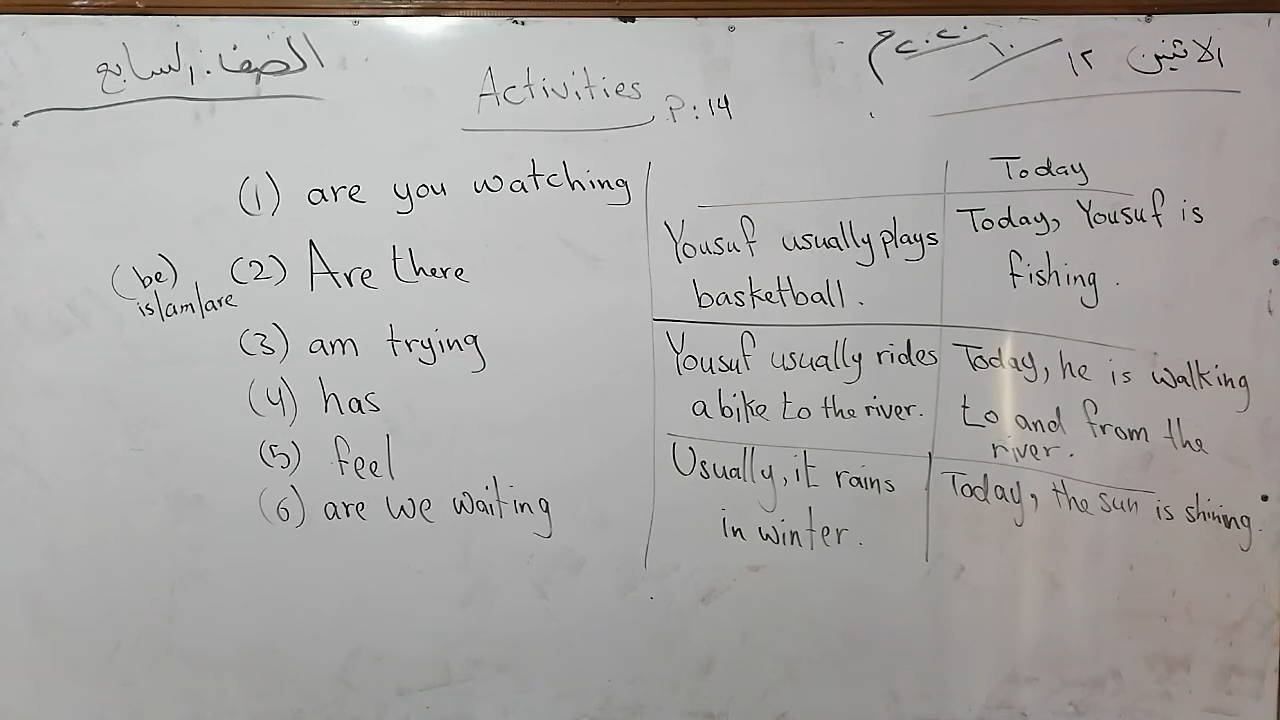 الاثنين ١٢ / ١٠ / ٢٠٢٠م
الصف: السابع
Activities P:14
(1) are you watching
(be) (2) Are there
is/am/are
(3) am trying
(4) has
(5) feel
(6) are we waiting
Today
Yousuf usually plays
basketball.
Today, Yousuf is
fishing.
Yousuf usually rides
a bike to the river.
Today, he is walking
to and from the
river.
Usually, it rains
in winter.
Today, the sun is shining.